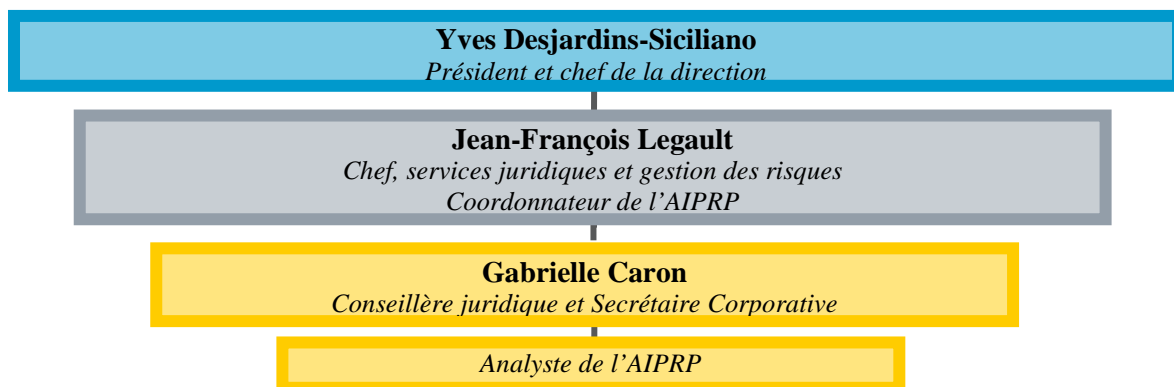 Yves Desjardins-Siciliano
Président et chef de la direction
Jean-François Legault
Chef, services juridiques et gestion des risques
Coordonnateur de l’AIPRP
Gabrielle Caron
Conseillère juridique et Secrétaire Corporative
Analyste de l’AIPRP